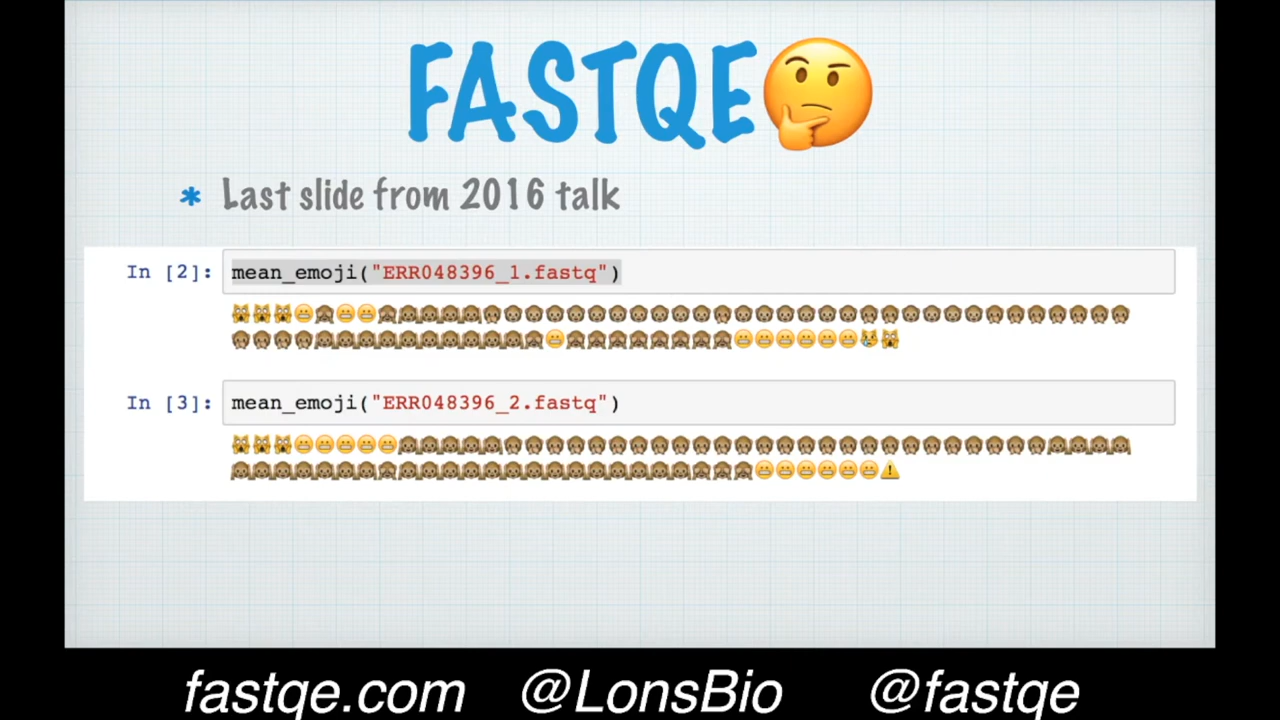 FASTQE🤔
* Last slide from 2016 talk
In [2]: mean_emoji("ERR048396_1.fastq")
In [3]: mean_emoji("ERR048396_2.fastq")
fastqe.com @LonsBio @fastqe